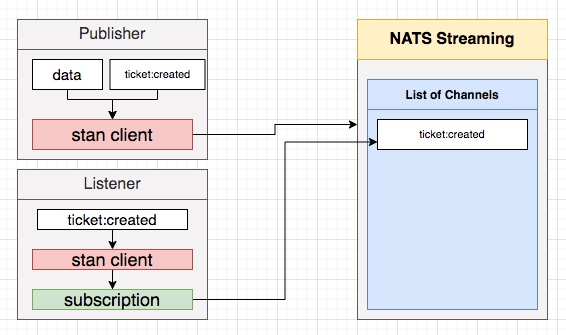 Publisher
data
ticket:created
stan client
Listener
ticket:created
stan client
subscription
NATS Streaming
List of Channels
ticket:created